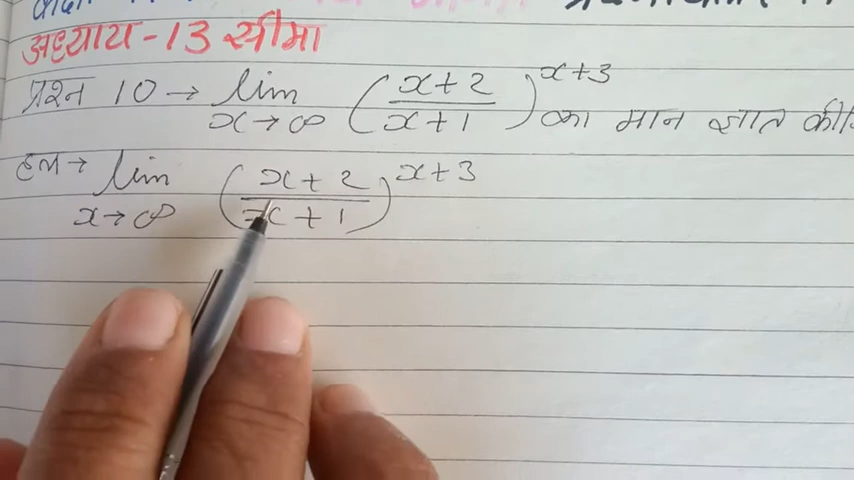 अध्याय-13 सीमा
प्रश्न 10 → lim x→∞ (x+2 / x+1)^x+3 का मान ज्ञात
हल → lim x→∞ (x+2 / x+1)^x+3